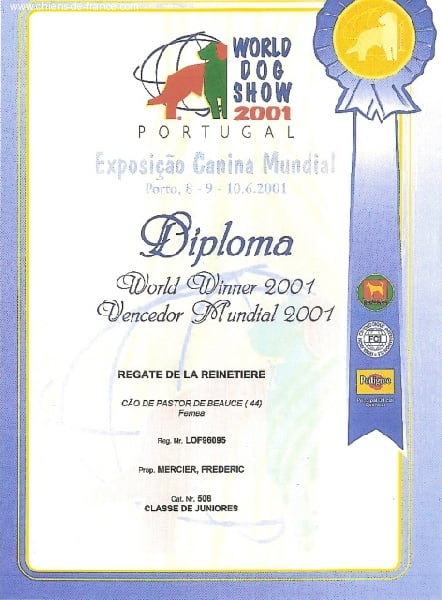 www.chiens-de-france.com
WORLD
DOG
SHOW
2001
PORTUGAL
Exposição Canina Mundial
Porto, 8 - 9 - 10.6.2001
Diploma
World Winner 2001
Vencedor Mundial 2001
REGATE DE LA REINETIERE
CÃO DE PASTOR DE BEAUCE (44)
Femea
Reg. Nr. LOF96095
Prop. MERCIER, FREDERIC
Cat. Nr. 506
CLASSE DE JUNIORES
FCI
Pedigree